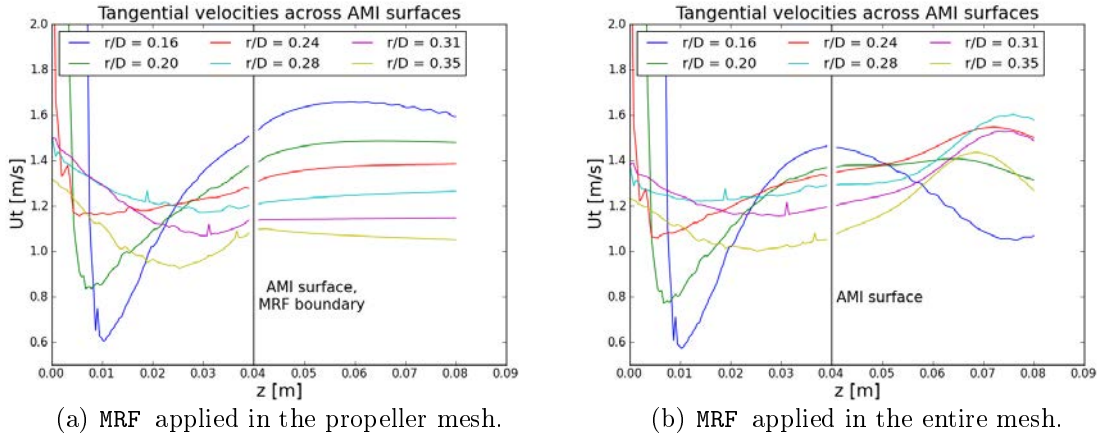 Tangential velocities across AMI surfaces
2.0
1.8
1.6
1.4
1.2
1.0
0.8
0.6
Ut [m/s]
r/D = 0.16
r/D = 0.24
r/D = 0.31
r/D = 0.20
r/D = 0.28
r/D = 0.35
AMI surface,
MRF boundary
0.00 0.01 0.02 0.03 0.04 0.05 0.06 0.07 0.08 0.09
z [m]
(a) MRF applied in the propeller mesh.
Tangential velocities across AMI surfaces
2.0
1.8
1.6
1.4
1.2
1.0
0.8
0.6
Ut [m/s]
r/D = 0.16
r/D = 0.24
r/D = 0.31
r/D = 0.20
r/D = 0.28
r/D = 0.35
AMI surface
0.00 0.01 0.02 0.03 0.04 0.05 0.06 0.07 0.08 0.09
z [m]
(b) MRF applied in the entire mesh.